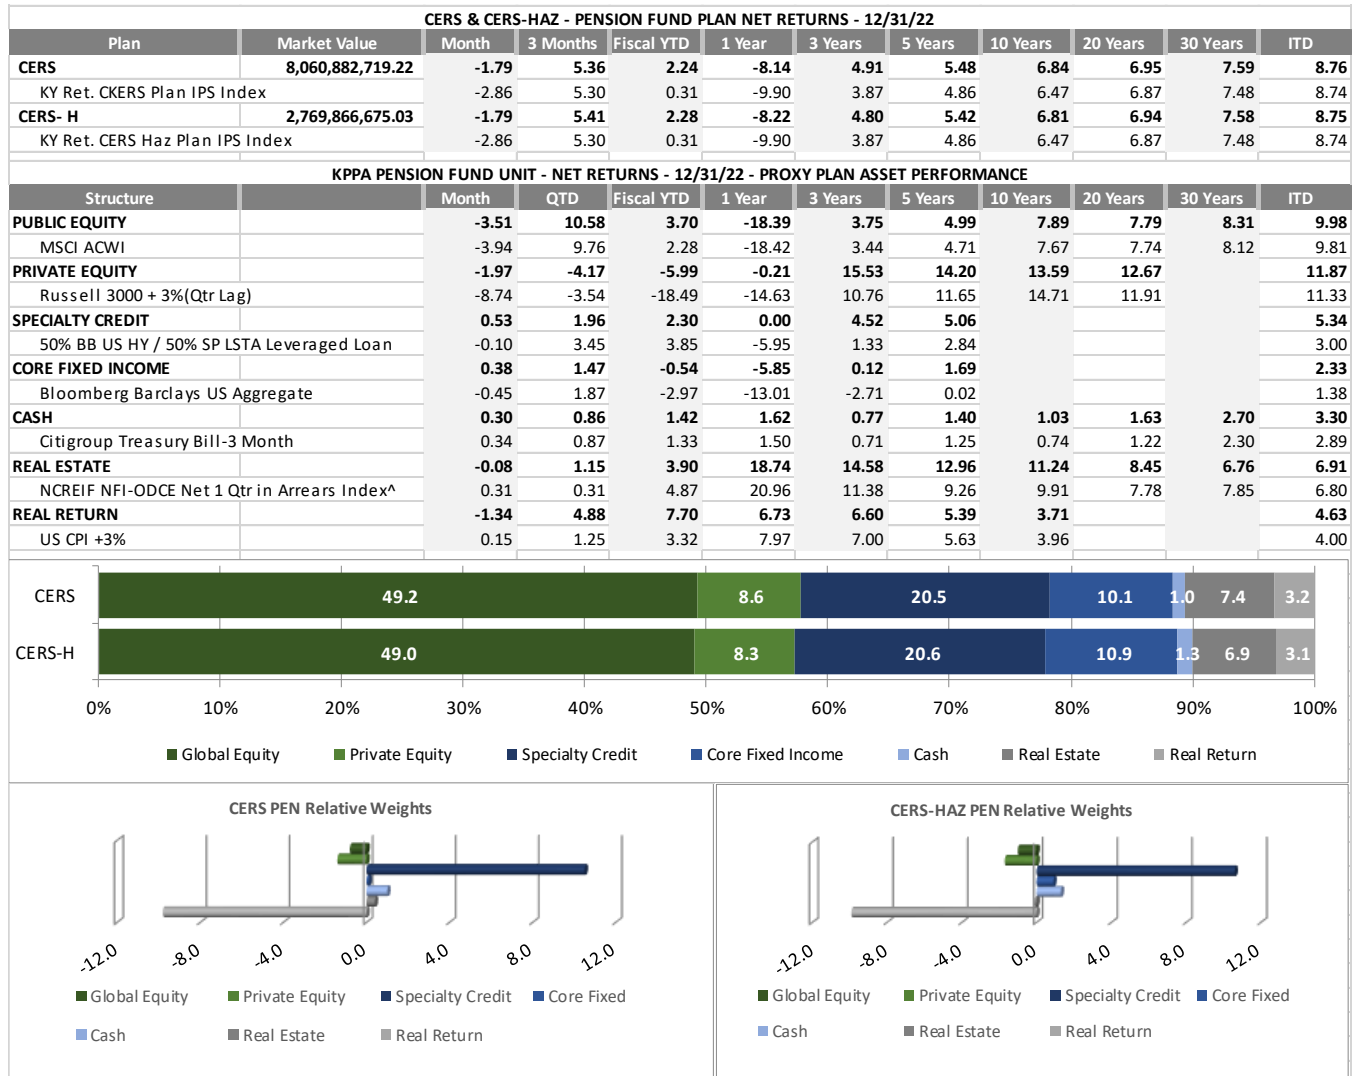 CERS & CERS-HAZ - PENSION FUND PLAN NET RETURNS - 12/31/22
Plan Market Value Month 3 Months Fiscal YTD 1 Year 3 Years 5 Years 10 Years 20 Years 30 Years ITD
CERS 8,060,882,719.22 -1.79 5.36 2.24 -8.14 4.91 5.48 6.84 6.95 7.59 8.76
KY Ret. CKERS Plan IPS Index -2.86 5.30 0.31 -9.90 3.87 4.86 6.47 6.87 7.48 8.74
CERS- H 2,769,866,675.03 -1.79 5.41 2.28 -8.22 4.80 5.42 6.81 6.94 7.58 8.75
KY Ret. CERS Haz Plan IPS Index -2.86 5.30 0.31 -9.90 3.87 4.86 6.47 6.87 7.48 8.74
KPPA PENSION FUND UNIT - NET RETURNS - 12/31/22 - PROXY PLAN ASSET PERFORMANCE
Structure Month QTD Fiscal YTD 1 Year 3 Years 5 Years 10 Years 20 Years 30 Years ITD
PUBLIC EQUITY -3.51 10.58 3.70 -18.39 3.75 4.99 7.89 7.79 8.31 9.98
MSCI ACWI -3.94 9.76 2.28 -18.42 3.44 4.71 7.67 7.74 8.12 9.81
PRIVATE EQUITY -1.97 -4.17 -5.99 -0.21 15.53 14.20 13.59 12.67 11.87
Russell 3000 + 3%(Qtr Lag) -8.74 -3.54 -18.49 -14.63 10.76 11.65 14.71 11.91 11.33
SPECIALTY CREDIT 0.53 1.96 2.30 0.00 4.52 5.06 5.34
50% BB US HY / 50% SP LSTA Leveraged Loan -0.10 3.45 3.85 -5.95 1.33 2.84 3.00
CORE FIXED INCOME 0.38 1.47 -0.54 -5.85 0.12 1.69 2.33
Bloomberg Barclays US Aggregate -0.45 1.87 -2.97 -13.01 -2.71 0.02 1.38
CASH 0.30 0.86 1.42 1.62 0.77 1.40 1.03 1.63 2.70 3.30
Citigroup Treasury Bill-3 Month 0.34 0.87 1.33 1.50 0.71 1.25 0.74 1.22 2.30 2.89
REAL ESTATE -0.08 1.15 3.90 18.74 14.58 12.96 11.24 8.45 6.76 6.91
NCREIF NFI-ODCE Net 1 Qtr in Arrears Index^ 0.31 0.31 4.87 20.96 11.38 9.26 9.91 7.78 7.85 6.80
REAL RETURN -1.34 4.88 7.70 6.73 6.60 5.39 3.71 4.63
US CPI +3% 0.15 1.25 3.32 7.97 7.00 5.63 3.96 4.00
CERS 49.2 8.6 20.5 10.1 1.0 7.4 3.2
CERS-H 49.0 8.3 20.6 10.9 1.3 6.9 3.1
0% 10% 20% 30% 40% 50% 60% 70% 80% 90% 100%
Global Equity Private Equity Specialty Credit Core Fixed Income Cash Real Estate Real Return
CERS PEN Relative Weights
-12.0 -8.0 -4.0 0.0 4.0 8.0 12.0
Global Equity Private Equity Specialty Credit Core Fixed
Cash Real Estate Real Return
CERS-HAZ PEN Relative Weights
-12.0 -8.0 -4.0 0.0 4.0 8.0 12.0
Global Equity Private Equity Specialty Credit Core Fixed
Cash Real Estate Real Return